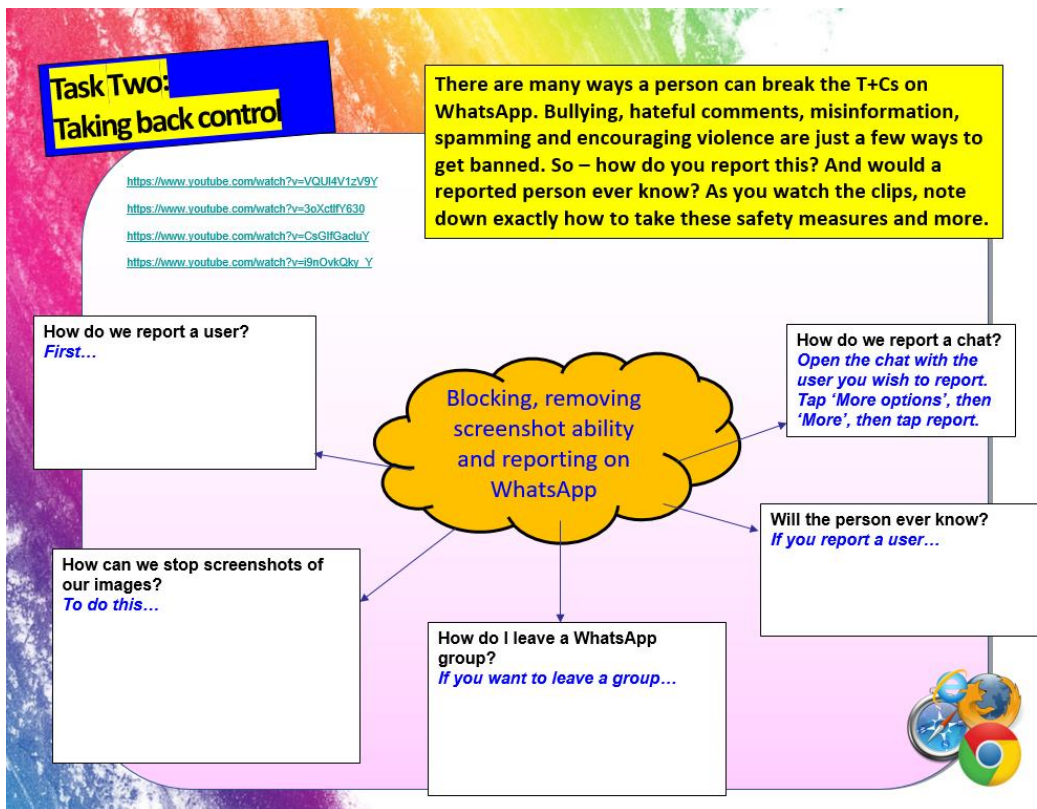 Task Two:
Taking back control
There are many ways a person can break the T+Cs on
WhatsApp. Bullying, hateful comments, misinformation,
spamming and encouraging violence are just a few ways to
get banned. So – how do you report this? And would a
reported person ever know? As you watch the clips, note
down exactly how to take these safety measures and more.
https://www.youtube.com/watch?v=VQUI4V1zV9Y
https://www.youtube.com/watch?v=3oXctlfY630
https://www.youtube.com/watch?v=CsGlfGacluY
https://www.youtube.com/watch?v=i9nOvkQky_Y
How do we report a user?
First…
Blocking, removing
screenshot ability
and reporting on
WhatsApp
How do we report a chat?
Open the chat with the
user you wish to report.
Tap ‘More options’, then
‘More’, then tap report.
Will the person ever know?
If you report a user…
How can we stop screenshots of
our images?
To do this…
How do I leave a WhatsApp
group?
If you want to leave a group…